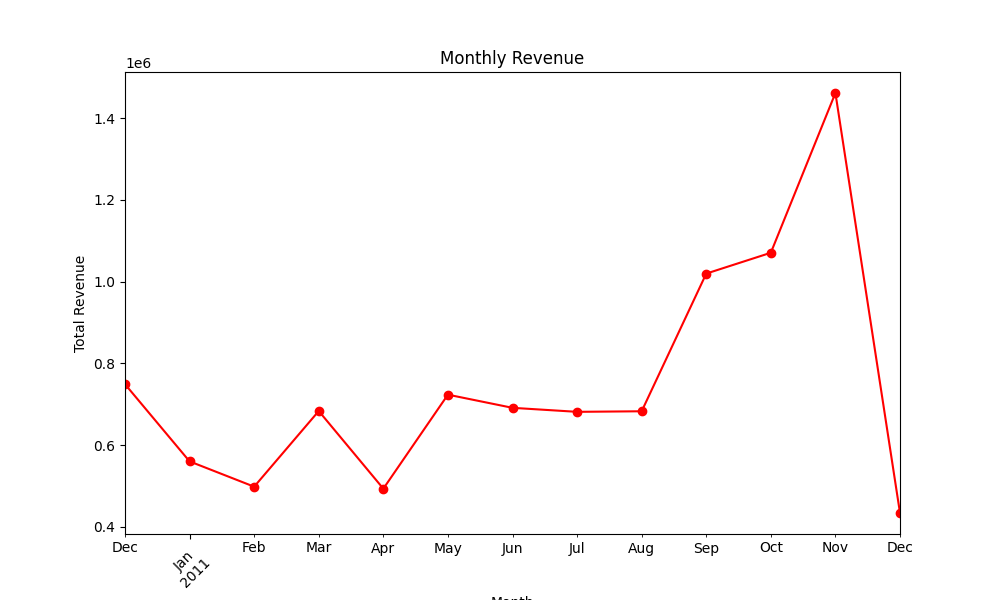 Monthly Revenue
1e6
1.4
1.2
1.0
0.8
0.6
0.4
Total Revenue
Dec
Jan
2011
Feb
Mar
Apr
May
Jun
Jul
Aug
Sep
Oct
Nov
Dec
Month